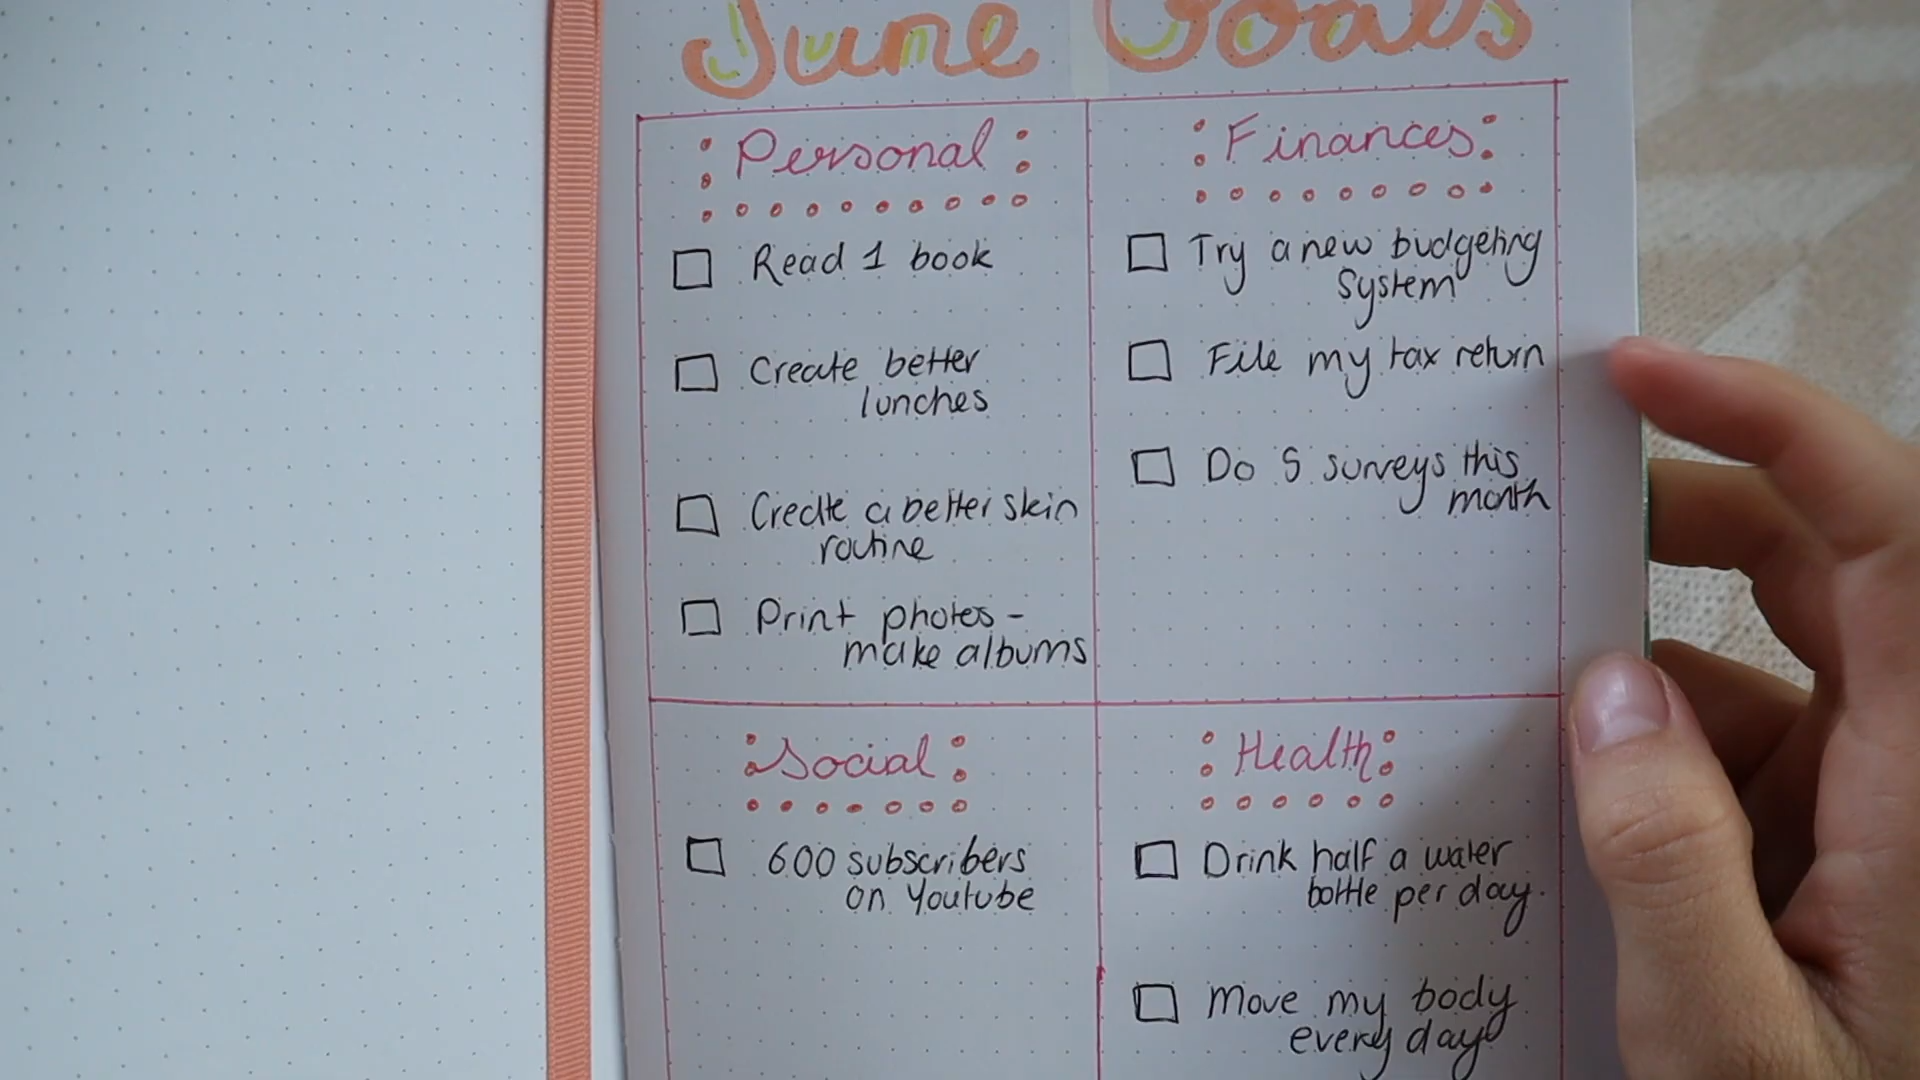 June Goals
Personal
Read 1 book
Create better
lunches
Create a better skin
routine
Print photos -
make albums
Finances
Try a new budgeting
System
File my tax return
Do 5 surveys this
month
Social
600 subscribers
on Youtube
Health
Drink half a water
bottle per day.
Move my body
every day